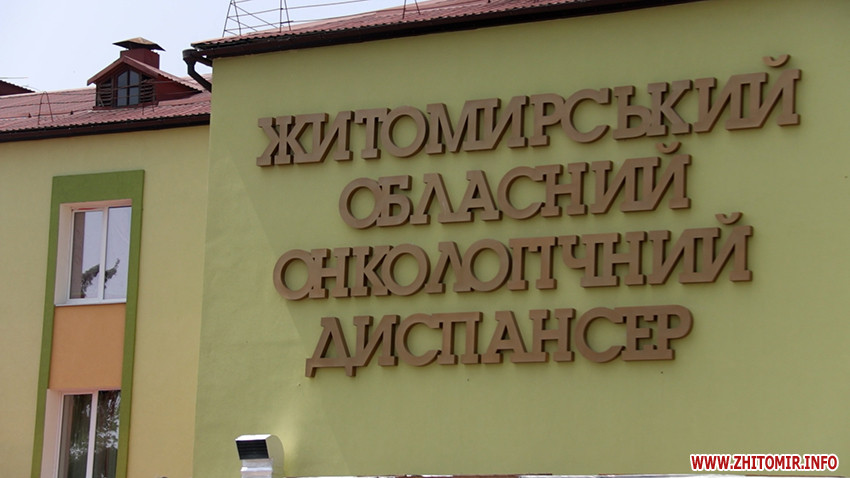 ЖИТОМИРСЬКИЙ
ОБЛАСНИЙ
ОНКОЛОГІЧНИЙ
ДИСПАНСЕР
WWW.ZHITOMIR.INFO